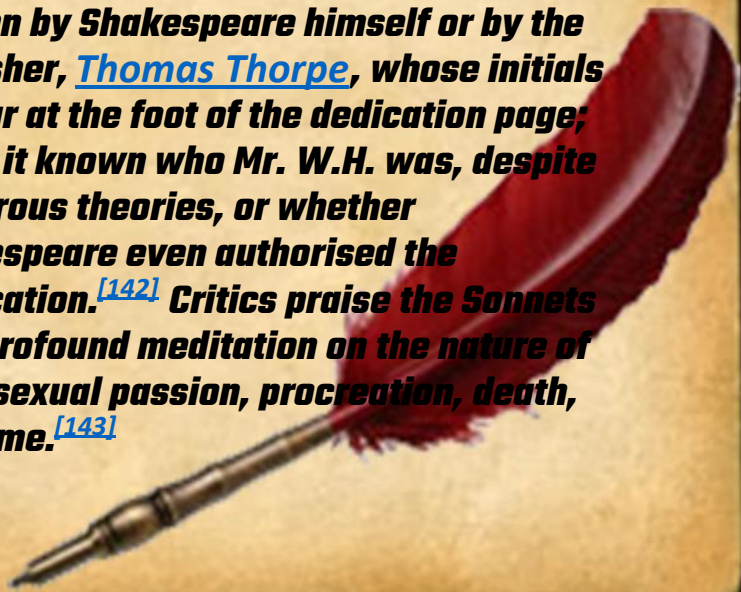 n by Shakespeare himself or by the
sher, Thomas Thorpe, whose initials
r at the foot of the dedication page;
it known who Mr. W.H. was, despite
rous theories, or whether
espeare even authorised the
cation.[142] Critics praise the Sonnets
rofound meditation on the nature of
sexual passion, procreation, death,
me.[143]